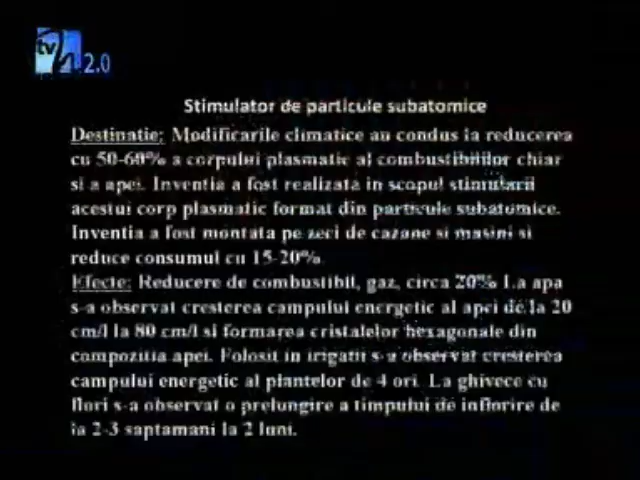 tv 2.0
Stimulator de particule subatomice
Destinatie: Modificarile climatice au condus la reducerea
cu 50-60% a corpului plasmatic al combustibililor chiar
si a apei. Inventia a fost realizata in scopul stimularii
acestui corp plasmatic format din particule subatomice.
Inventia a fost montata pe zeci de cazane si masini si
reduce consumul cu 15-20%
Efecte: Reducere de combustibil, gaz, circa 20% La apa
s-a observat cresterea campului energetic al apei de la 20
cm/l la 80 cm/l si formarea cristalelor hexagonale din
compozitia apei. Folosit in irigatii s-a observat cresterea
campului energetic al plantelor de 4 ori. La ghivece cu
flori s-a observat o prelungire a timpului de inflorire de
la 2-3 saptamani la 2 luni.